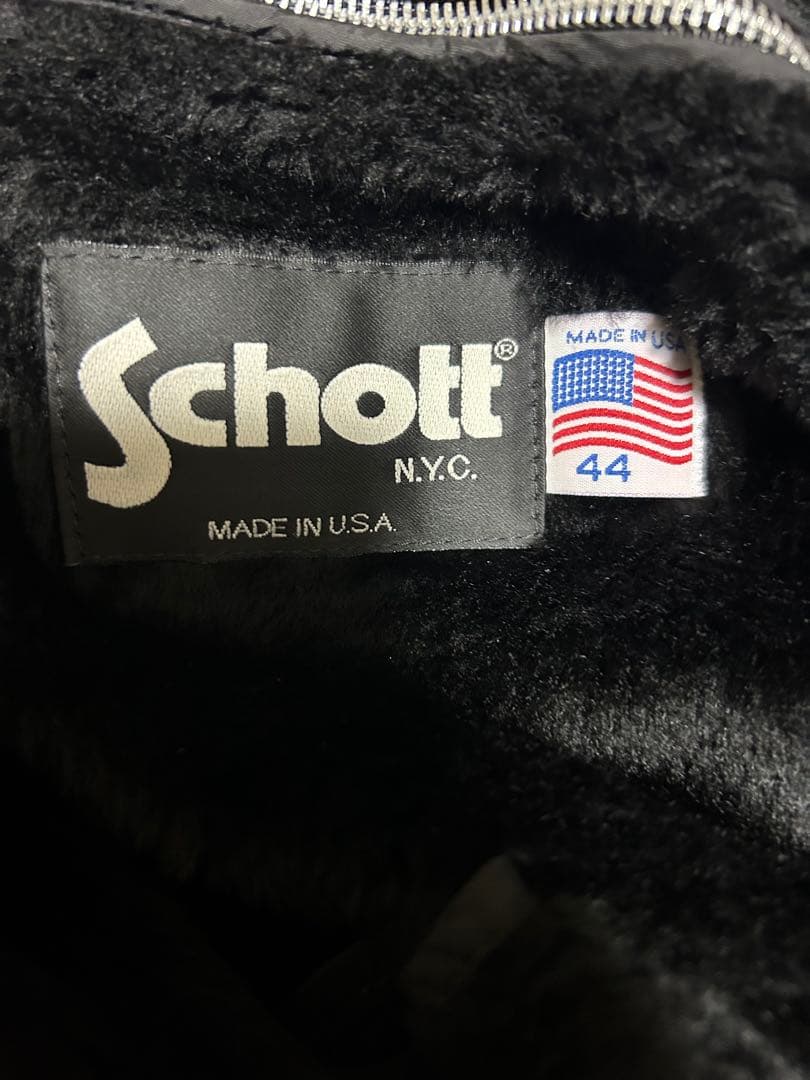 Schott®
N.Y.C.
MADE IN U.S.A.
MADE IN USA
44